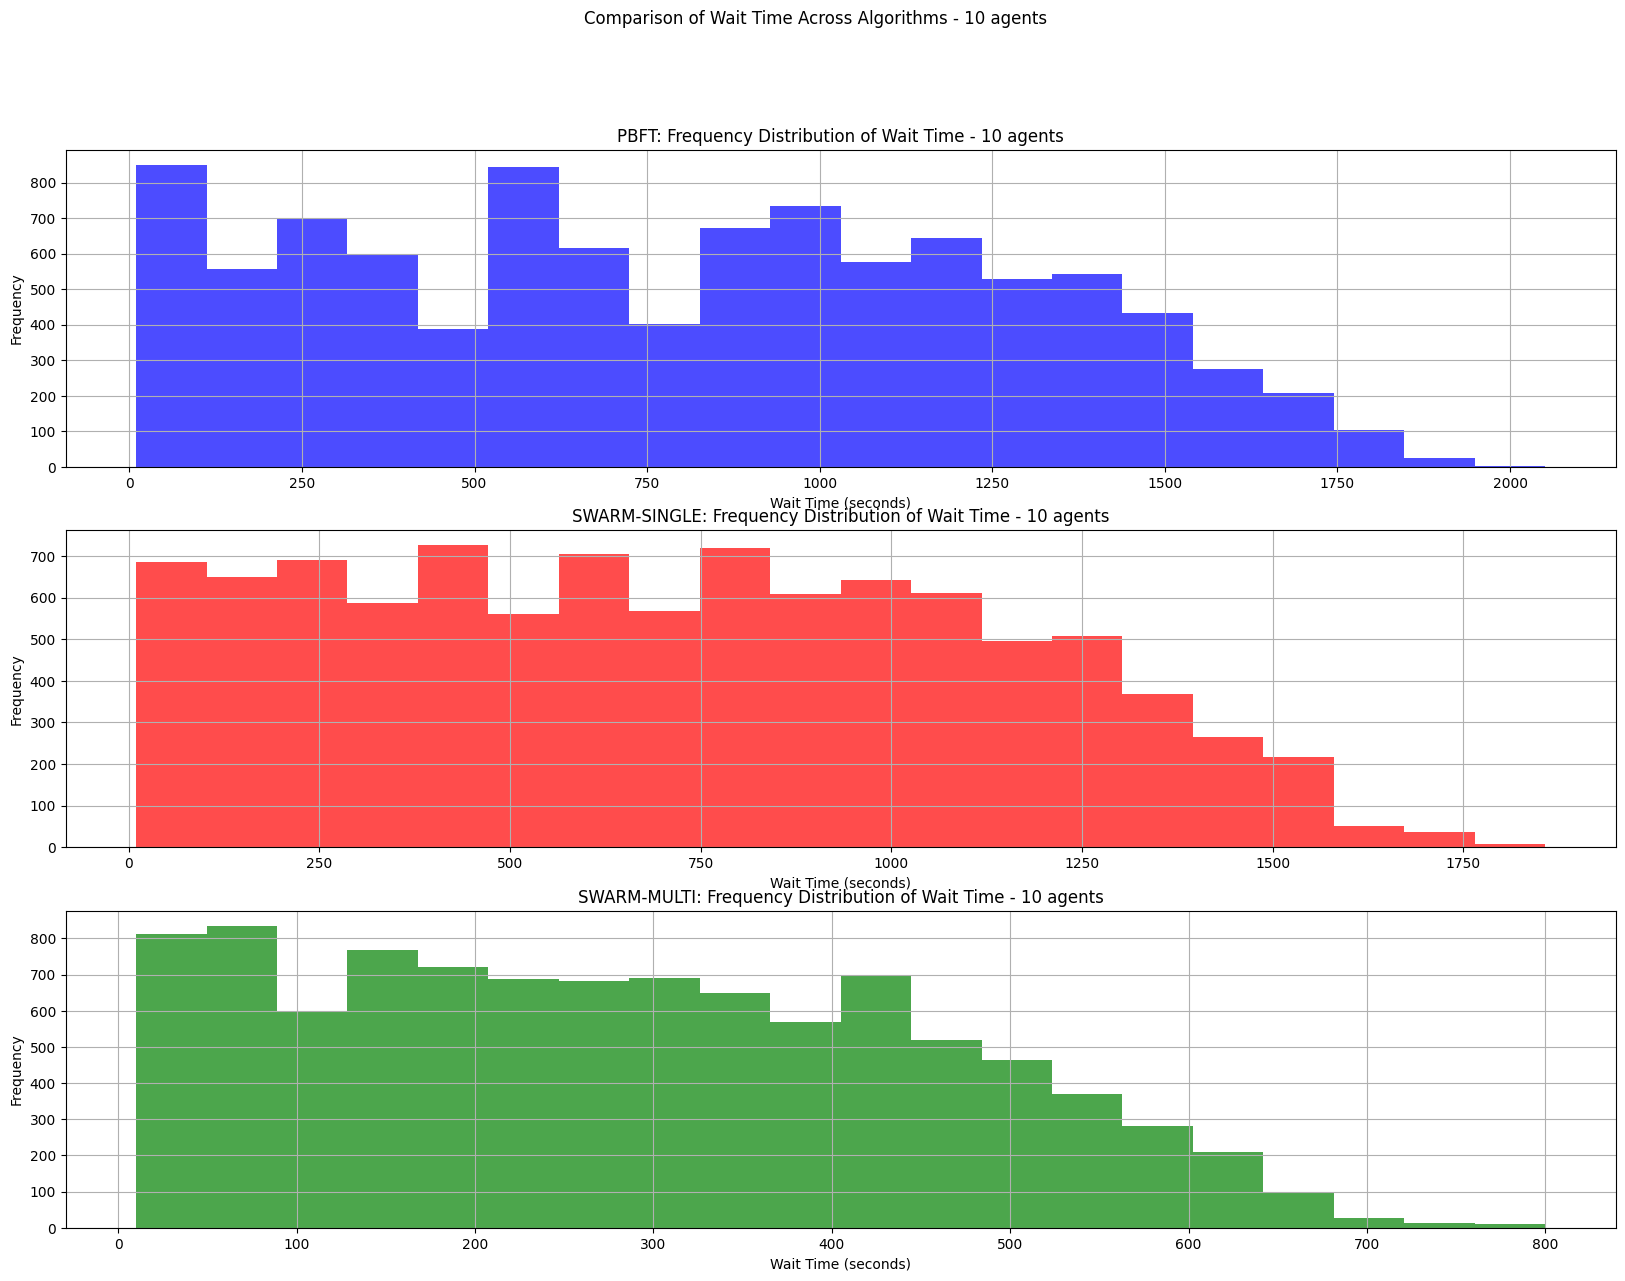 Comparison of Wait Time Across Algorithms - 10 agents
PBFT: Frequency Distribution of Wait Time - 10 agents
Frequency
800
700
600
500
400
300
200
100
0
0 250 500 750 1000 1250 1500 1750 2000
Wait Time (seconds)
SWARM-SINGLE: Frequency Distribution of Wait Time - 10 agents
Frequency
700
600
500
400
300
200
100
0
0 250 500 750 1000 1250 1500 1750
Wait Time (seconds)
SWARM-MULTI: Frequency Distribution of Wait Time - 10 agents
Frequency
800
700
600
500
400
300
200
100
0
0 100 200 300 400 500 600 700 800
Wait Time (seconds)